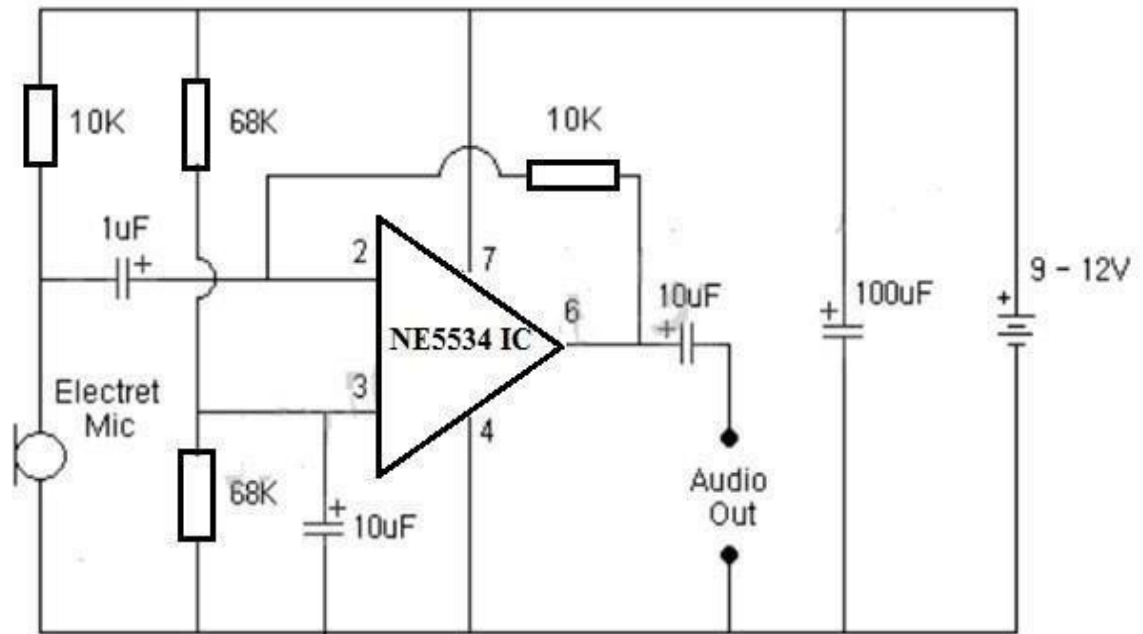 10K
68K
10K
1uF
+
2
7
9 - 12V
+
6
10uF
+
100uF
+
NE5534 IC
3
4
Electret
Mic
68K
+
10uF
Audio
Out